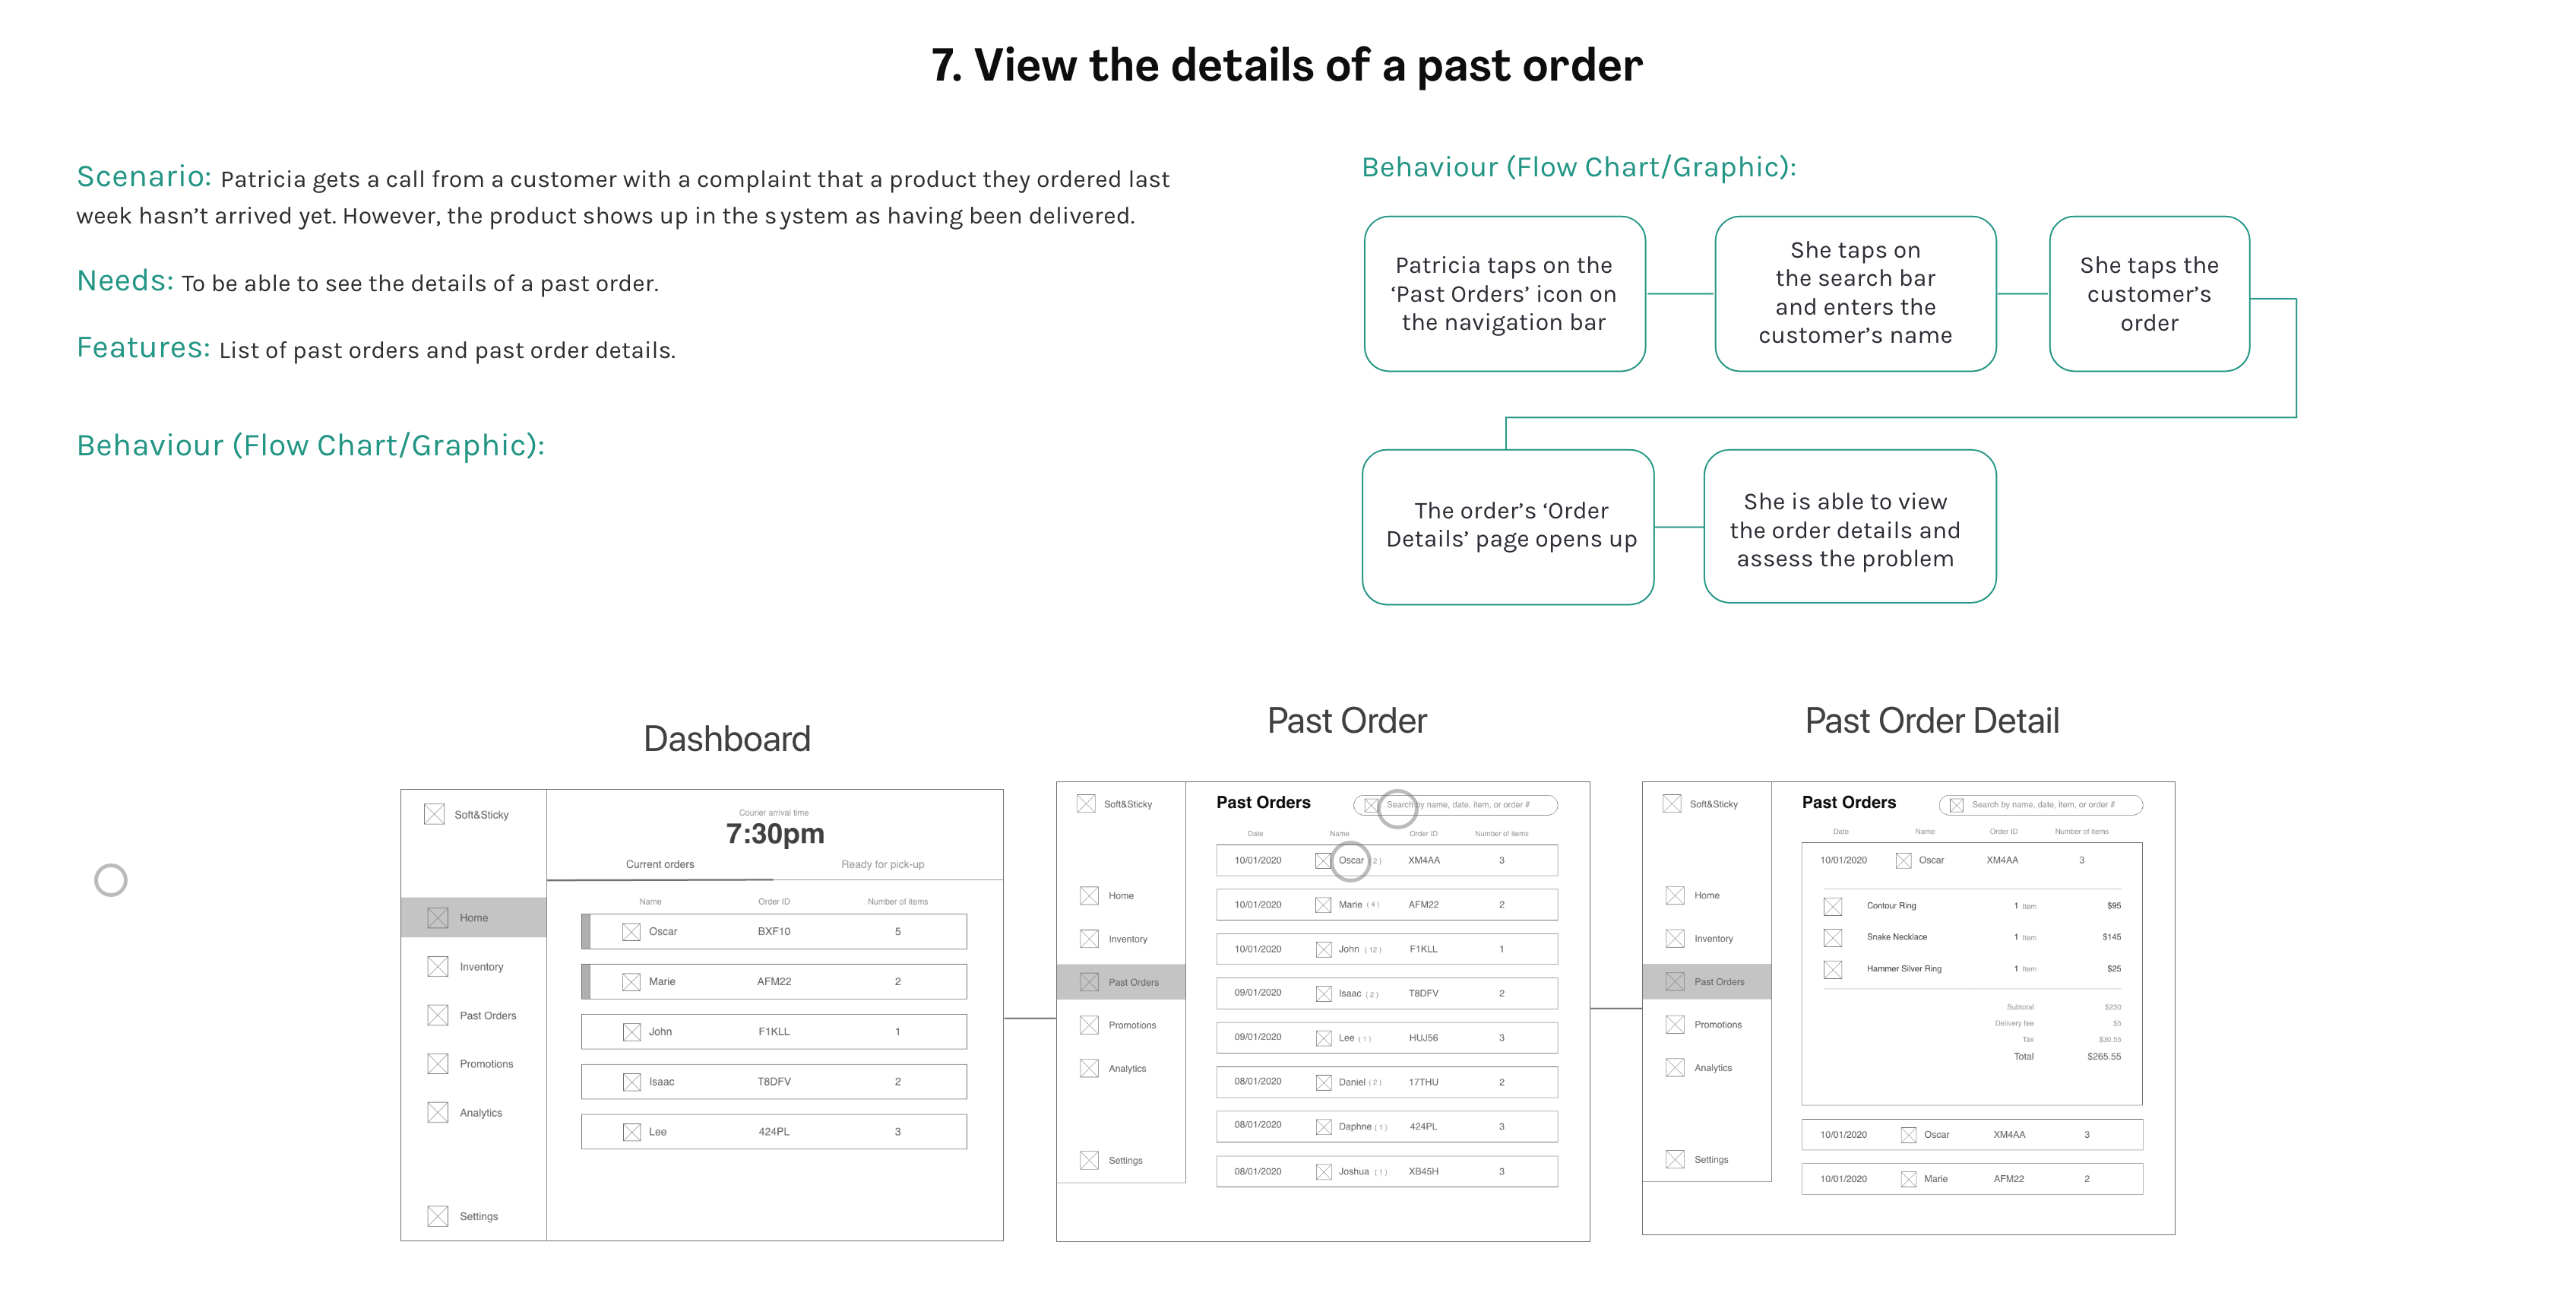 7. View the details of a past order
Scenario: Patricia gets a call from a customer with a complaint that a product they ordered last
week hasn’t arrived yet. However, the product shows up in the system as having been delivered.
Needs: To be able to see the details of a past order.
Features: List of past orders and past order details.
Behaviour (Flow Chart/Graphic):
Behaviour (Flow Chart/Graphic):
Patricia taps on the
‘Past Orders’ icon on
the navigation bar
She taps on
the search bar
and enters the
customer’s name
She taps the
customer’s
order
The order’s ‘Order
Details’ page opens up
She is able to view
the order details and
assess the problem
Dashboard
Soft&Sticky
Home
Inventory
Past Orders
Promotions
Analytics
Settings
Courier arrival time
7:30pm
Current orders Ready for pick-up
Name Order ID Number of items
Oscar BXF10 5
Marie AFM22 2
John F1KLL 1
Isaac T8DFV 2
Lee 424PL 3
Past Order
Soft&Sticky
Home
Inventory
Past Orders
Promotions
Analytics
Settings
Past Orders Search by name, date, item, or order #
Date Name Order ID Number of items
10/01/2020 Oscar (2) XM4AA 3
10/01/2020 Marie (4) AFM22 2
10/01/2020 John (12) F1KLL 1
09/01/2020 Isaac (2) T8DFV 2
09/01/2020 Lee (1) HUJ56 3
08/01/2020 Daniel (2) 17THU 2
08/01/2020 Daphne (1) 424PL 3
08/01/2020 Joshua (1) XB45H 3
Past Order Detail
Soft&Sticky
Home
Inventory
Past Orders
Promotions
Analytics
Settings
Past Orders Search by name, date, item, or order #
Date Name Order ID Number of items
10/01/2020 Oscar XM4AA 3
Contour Ring 1 Item $95
Snake Necklace 1 Item $145
Hammer Silver Ring 1 Item $25
Subtotal $230
Delivery fee $5
Tax $30.55
Total $265.55
10/01/2020 Oscar XM4AA 3
10/01/2020 Marie AFM22 2